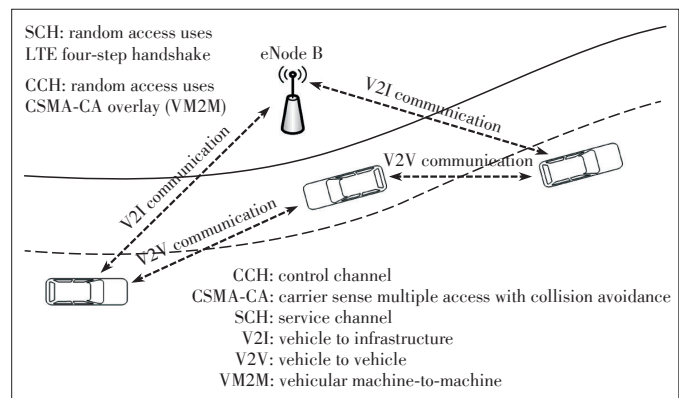 SCH: random access uses
LTE four-step handshake
CCH: random access uses
CSMA-CA overlay (VM2M)
eNode B
V2I communication
V2I communication
V2V communication
V2V communication
CCH: control channel
CSMA-CA: carrier sense multiple access with collision avoidance
SCH: service channel
V2I: vehicle to infrastructure
V2V: vehicle to vehicle
VM2M: vehicular machine-to-machine